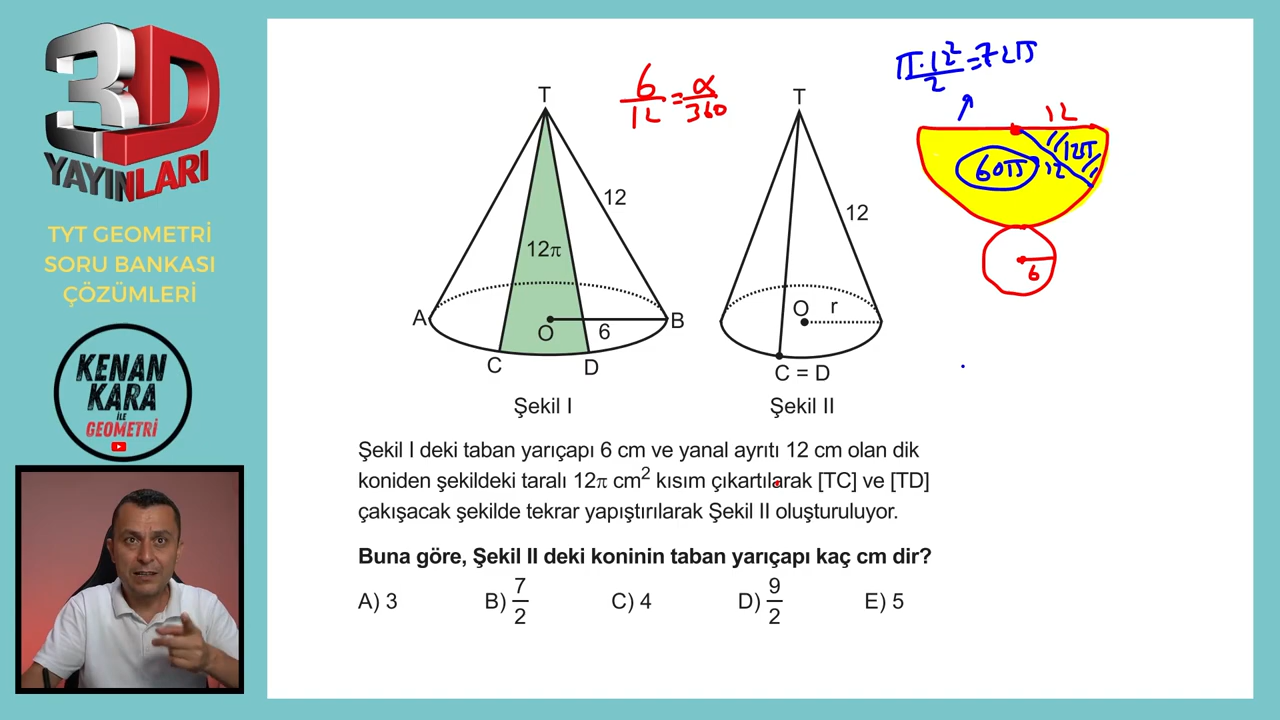 3D
YAYINLARI
TYT GEOMETRİ
SORU BANKASI
ÇÖZÜMLERİ
KENAN
KARA
İLE
GEOMETRİ
T
12
12π
A
B
O
6
C
D
Şekil I
6/12 = α/360
T
12
O
r
C = D
Şekil II
π·12²/2 = 72π
12
12π
60π
12
6
Şekil I deki taban yarıçapı 6 cm ve yanal ayrıtı 12 cm olan dik
koniden şekildeki taralı 12π cm² kısım çıkartılarak [TC] ve [TD]
çakışacak şekilde tekrar yapıştırılarak Şekil II oluşturuluyor.
Buna göre, Şekil II deki koninin taban yarıçapı kaç cm dir?
A) 3 B) 7/2 C) 4 D) 9/2 E) 5